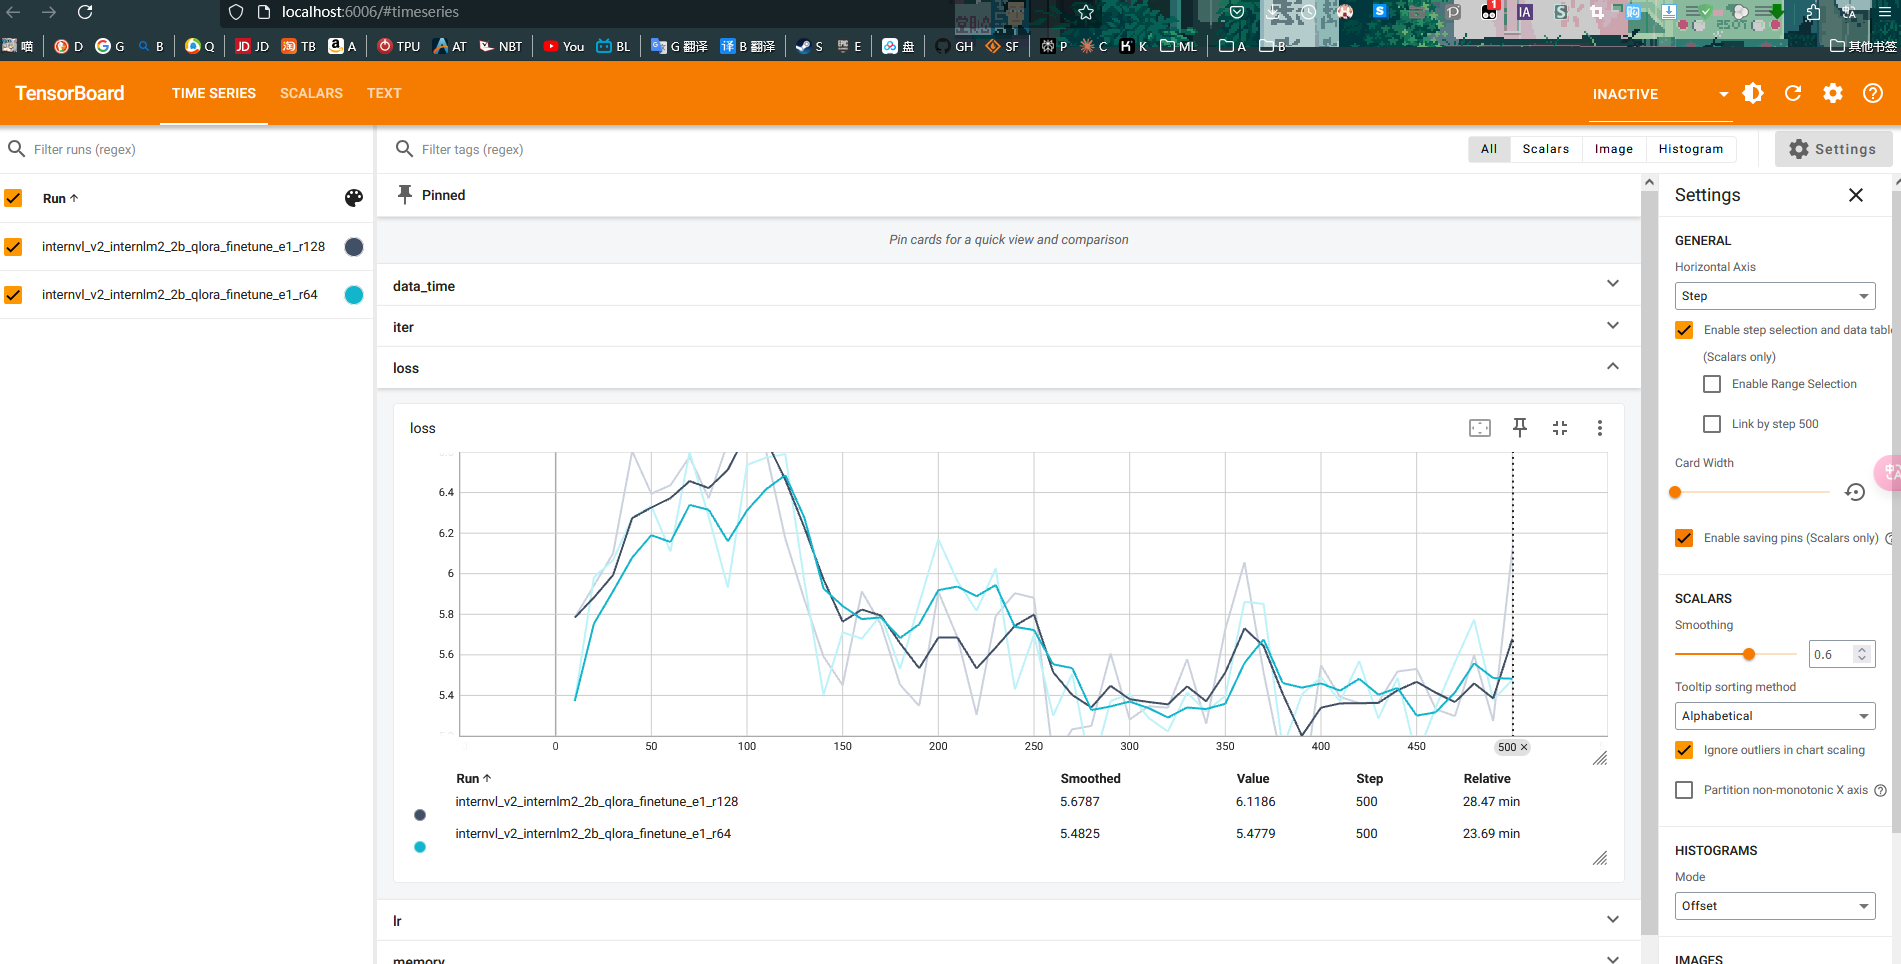 localhost:6006/#timeseries
喵 D G B Q JD JD TB A TPU AT NBT You BL G 翻译 B 翻译 S E 盘 GH SF P C K ML A B 其他书签
TensorBoard TIME SERIES SCALARS TEXT INACTIVE
Filter runs (regex)
Filter tags (regex)
All Scalars Image Histogram
Settings
Run ↑
internvl_v2_internlm2_2b_qlora_finetune_e1_r128
internvl_v2_internlm2_2b_qlora_finetune_e1_r64
Pinned
Pin cards for a quick view and comparison
data_time
iter
loss
loss
6.4
6.2
6
5.8
5.6
5.4
0 50 100 150 200 250 300 350 400 450 500 ×
Run ↑ Smoothed Value Step Relative
internvl_v2_internlm2_2b_qlora_finetune_e1_r128 5.6787 6.1186 500 28.47 min
internvl_v2_internlm2_2b_qlora_finetune_e1_r64 5.4825 5.4779 500 23.69 min
lr
memory
Settings
GENERAL
Horizontal Axis
Step
Enable step selection and data table
(Scalars only)
Enable Range Selection
Link by step 500
Card Width
Enable saving pins (Scalars only)
SCALARS
Smoothing
0.6
Tooltip sorting method
Alphabetical
Ignore outliers in chart scaling
Partition non-monotonic X axis
HISTOGRAMS
Mode
Offset
IMAGES